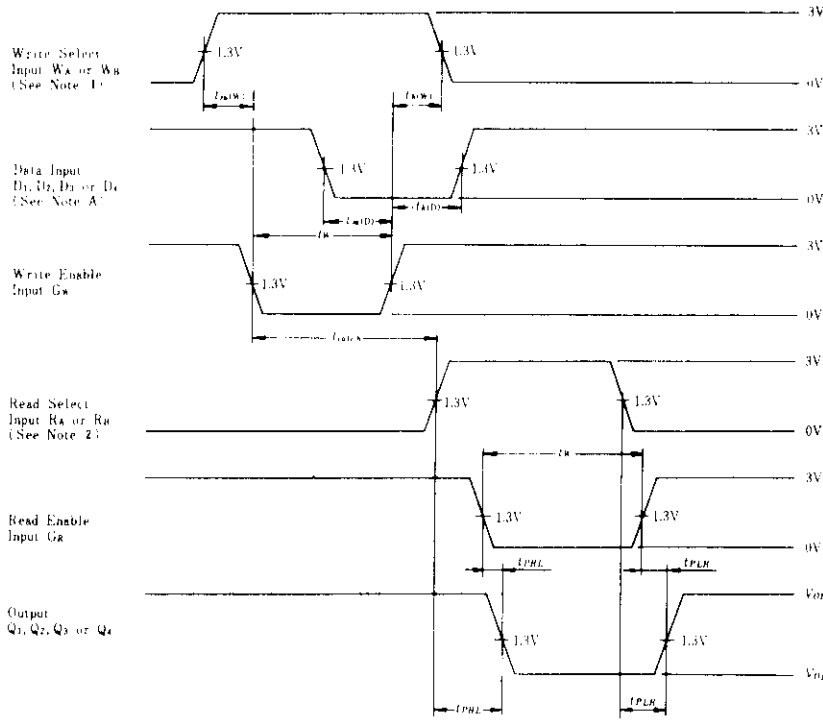 3V
Write Select
Input WA or WB
(See Note 1)
1.3V
1.3V
0V
tsu(W)
th(W)
3V
Data Input
D1, D2, D3 or D4
(See Note A)
1.3V
1.3V
0V
tsu(D)
th(D)
tw
3V
Write Enable
Input GW
1.3V
1.3V
0V
tlatch
3V
Read Select
Input RA or RB
(See Note 2)
1.3V
1.3V
0V
tw
3V
Read Enable
Input GR
1.3V
1.3V
0V
tPHL
tPLH
Output
Q1, Q2, Q3 or Q4
1.3V
1.3V
tPHL
tPLH